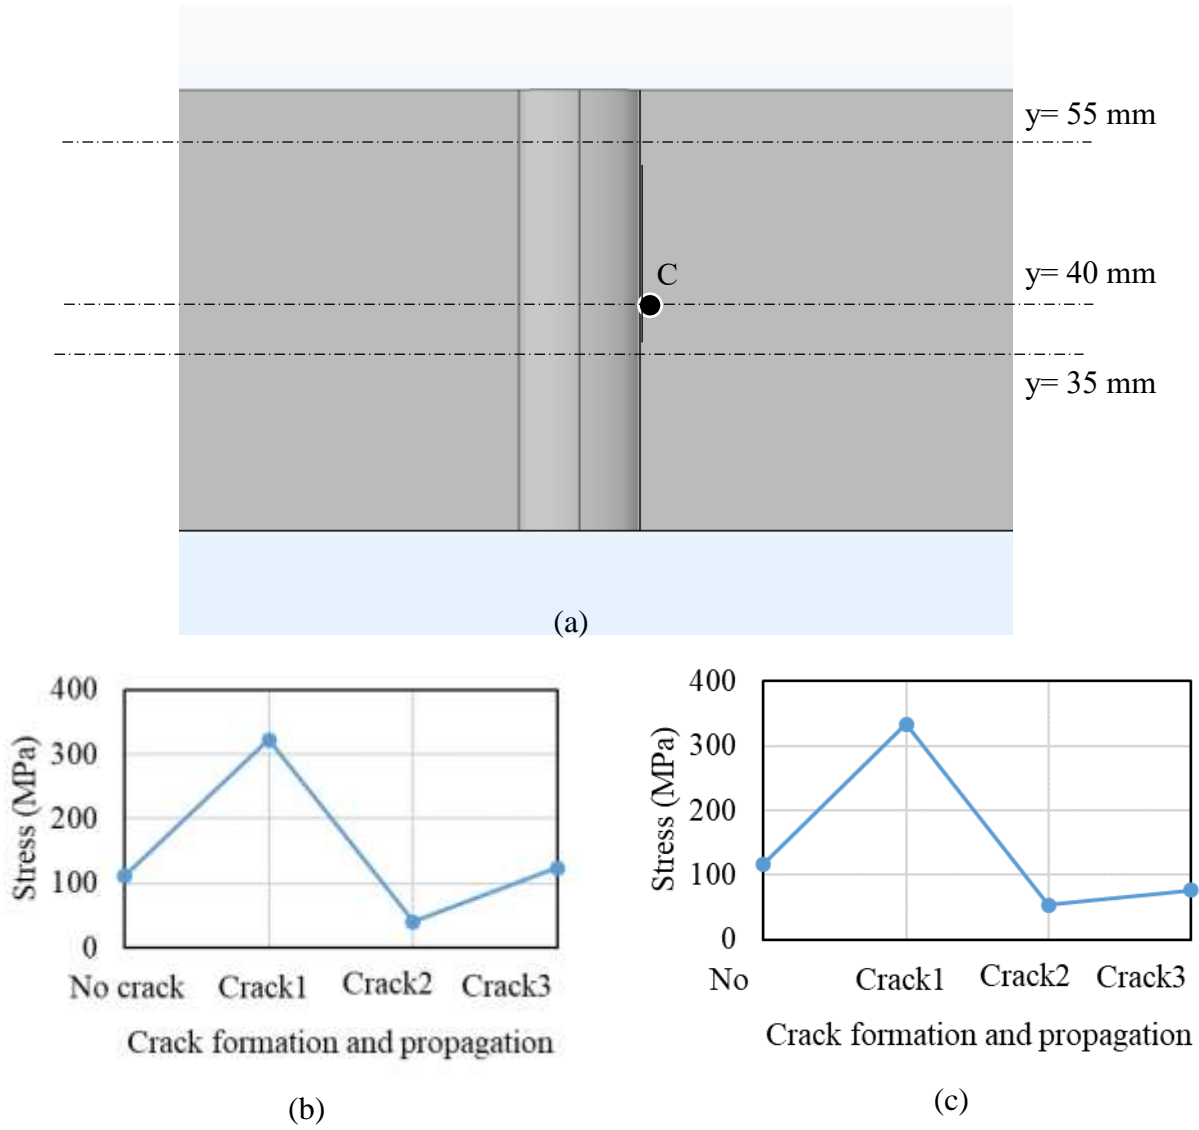 y= 55 mm
y= 40 mm
C
y= 35 mm
(a)
400
300
200
100
0
Stress (MPa)
No crack Crack1 Crack2 Crack3
Crack formation and propagation
(b)
400
300
200
100
0
Stress (MPa)
No Crack1 Crack2 Crack3
Crack formation and propagation
(c)